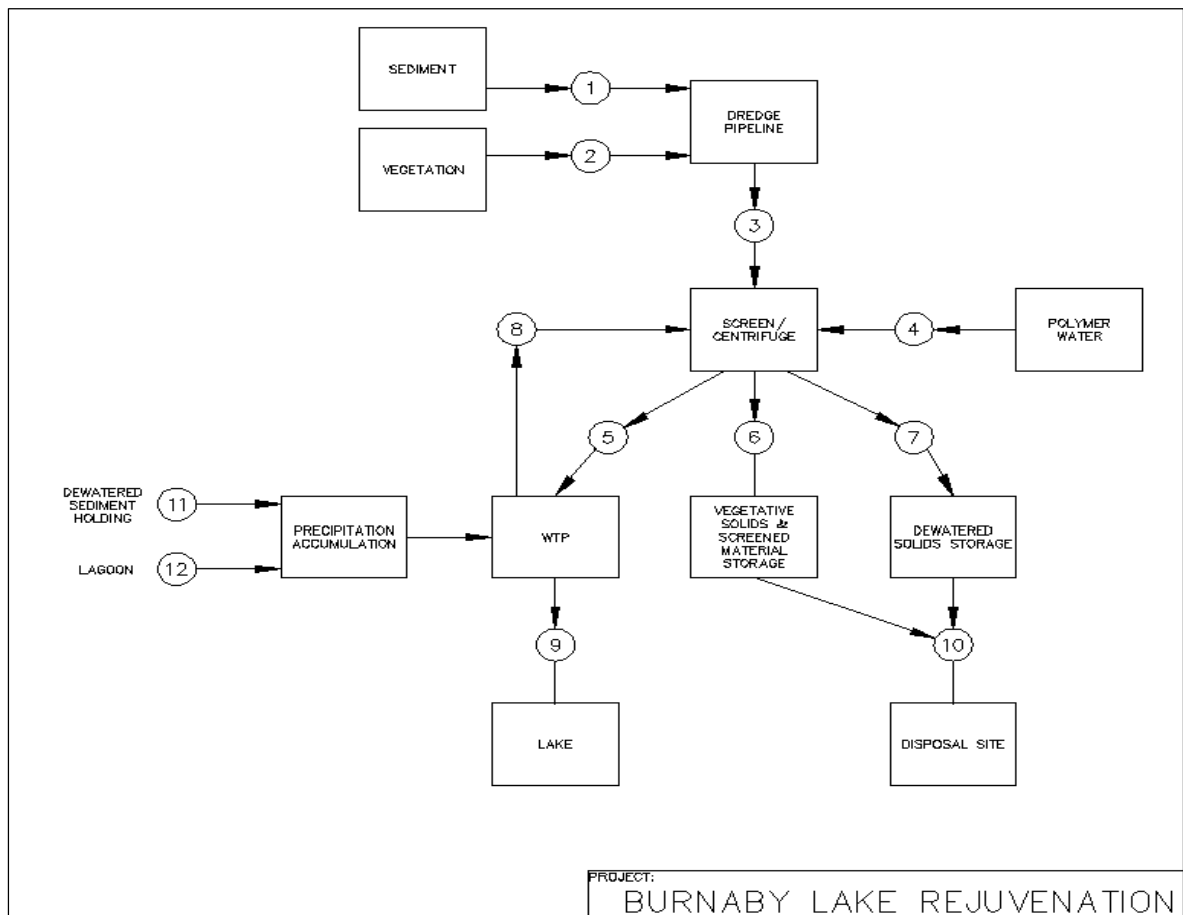 SEDIMENT
1
DREDGE
PIPELINE
VEGETATION
2
3
8
SCREEN/
CENTRIFUGE
4
POLYMER
WATER
5
6
7
DEWATERED
SEDIMENT
HOLDING
11
PRECIPITATION
ACCUMULATION
LAGOON
12
WTP
VEGETATIVE
SOLIDS &
SCREENED
MATERIAL
STORAGE
DEWATERED
SOLIDS STORAGE
9
10
LAKE
DISPOSAL SITE
PROJECT:
BURNABY LAKE REJUVENATION